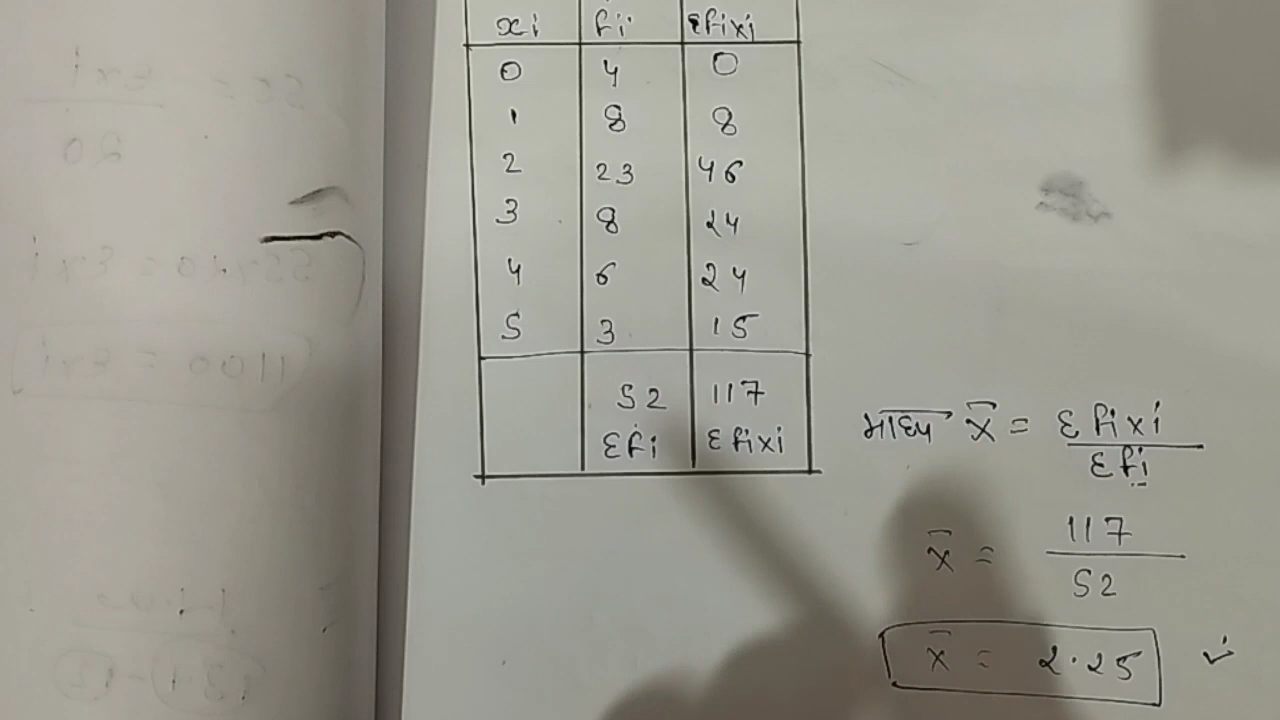 xi fi Σfixi
0 4 0
1 8 8
2 23 46
3 8 24
4 6 24
5 3 15
52 117
Σfi Σfixi
माध्य x̄ = Σfixi
Σfi
x̄ = 117
52
x̄ = 2.25 ✓